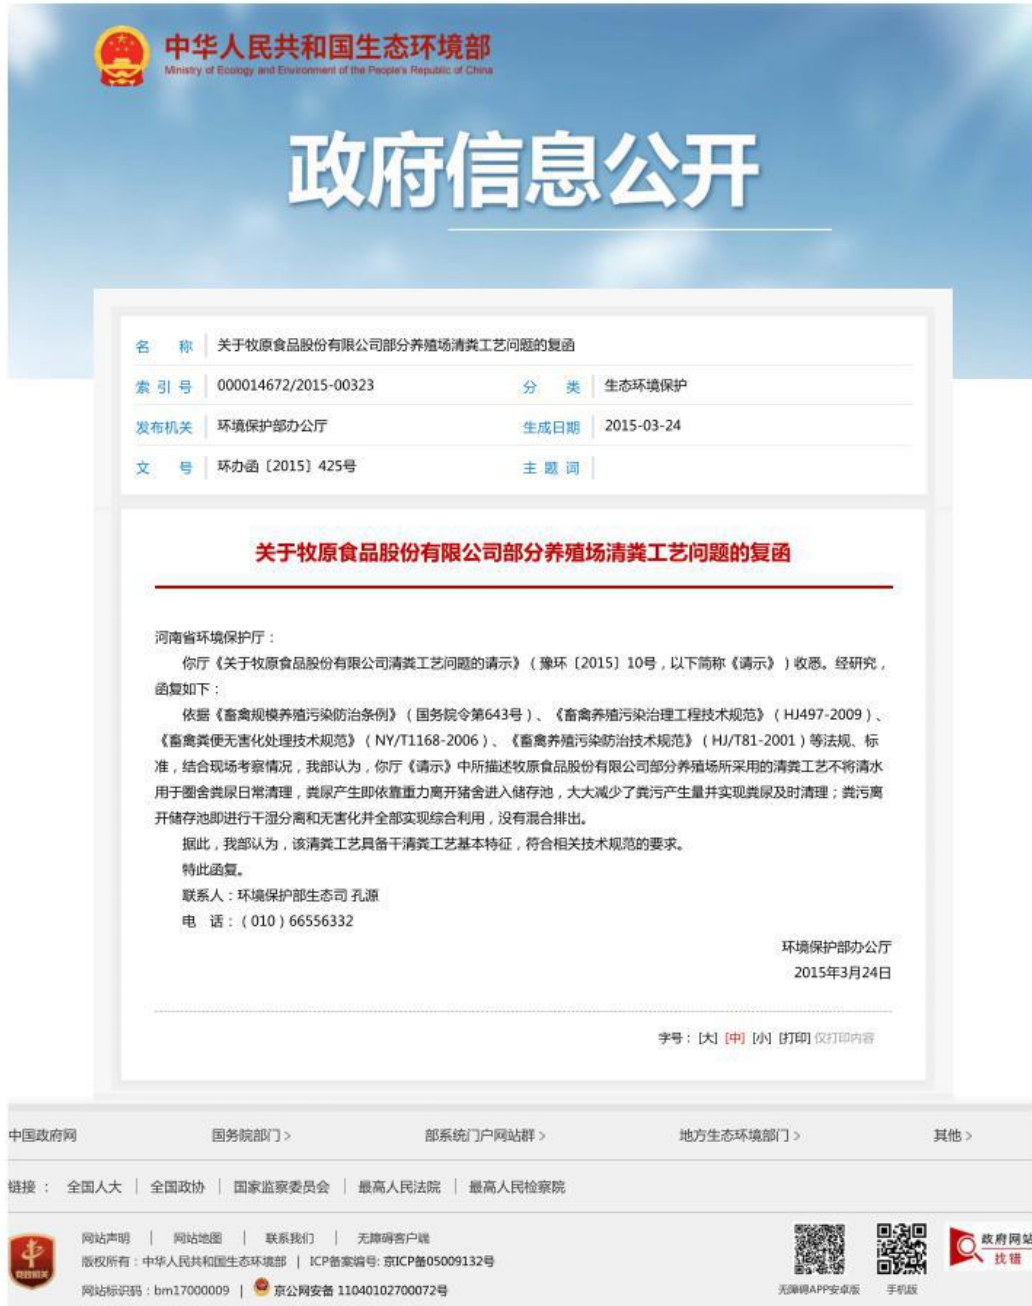 中华人民共和国生态环境部
Ministry of Ecology and Environment of the People's Republic of China
政府信息公开
名 称 关于牧原食品股份有限公司部分养殖场清粪工艺问题的复函
索引号 000014672/2015-00323 分 类 生态环境保护
发布机关 环境保护部办公厅 生成日期 2015-03-24
文 号 环办函〔2015〕425号 主题词
关于牧原食品股份有限公司部分养殖场清粪工艺问题的复函
河南省环境保护厅：
你厅《关于牧原食品股份有限公司清粪工艺问题的请示》（豫环〔2015〕10号，以下简称《请示》）收悉。经研究，
函复如下：
依据《畜禽规模养殖污染防治条例》（国务院令第643号）、《畜禽养殖污染治理工程技术规范》（HJ497-2009）、
《畜禽粪便无害化处理技术规范》（NY/T1168-2006）、《畜禽养殖污染防治技术规范》（HJ/T81-2001）等法规、标
准，结合现场考察情况，我部认为，你厅《请示》中所描述牧原食品股份有限公司部分养殖场所采用的清粪工艺不将清水
用于圈舍粪尿日常清理，粪尿产生即依靠重力离开猪舍进入储存池，大大减少了粪污产生量并实现粪尿及时清理；粪污离
开储存池即进行干湿分离和无害化并全部实现综合利用，没有混合排出。
据此，我部认为，该清粪工艺具备干清粪工艺基本特征，符合相关技术规范的要求。
特此函复。
联系人：环境保护部生态司 孔源
电 话：（010）66556332
环境保护部办公厅
2015年3月24日
字号：[大] [中] [小] [打印] 仅打印内容
中国政府网 国务院部门> 部系统门户网站群> 地方生态环境部门> 其他>
链接： 全国人大 | 全国政协 | 国家监察委员会 | 最高人民法院 | 最高人民检察院
网站声明 | 网站地图 | 联系我们 | 无障碍客户端
版权所有：中华人民共和国生态环境部 | ICP备案编号: 京ICP备05009132号
网站标识码：bm17000009 | 京公网安备 11040102700072号
党政机关
无障碍APP安卓版 手机版
政府网站
找错